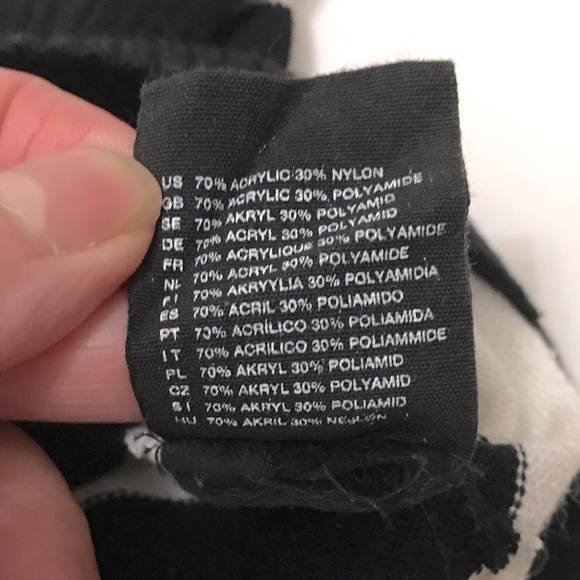 US 70% ACRYLIC 30% NYLON
GB 70% ACRYLIC 30% POLYAMIDE
SE 70% AKRYL 30% POLYAMID
DE 70% ACRYL 30% POLYAMID
FR 70% ACRYLIQUE 30% POLYAMIDE
NL 70% ACRYL 30% POLYAMIDE
FI 70% AKRYYLIA 30% POLYAMIDIA
ES 70% ACRIL 30% POLIAMIDO
PT 70% ACRÍLICO 30% POLIAMIDA
IT 70% ACRILICO 30% POLIAMMIDE
PL 70% AKRYL 30% POLIAMID
CZ 70% AKRYL 30% POLYAMID
SI 70% AKRYL 30% POLIAMID
HU 70% AKRIL 30%